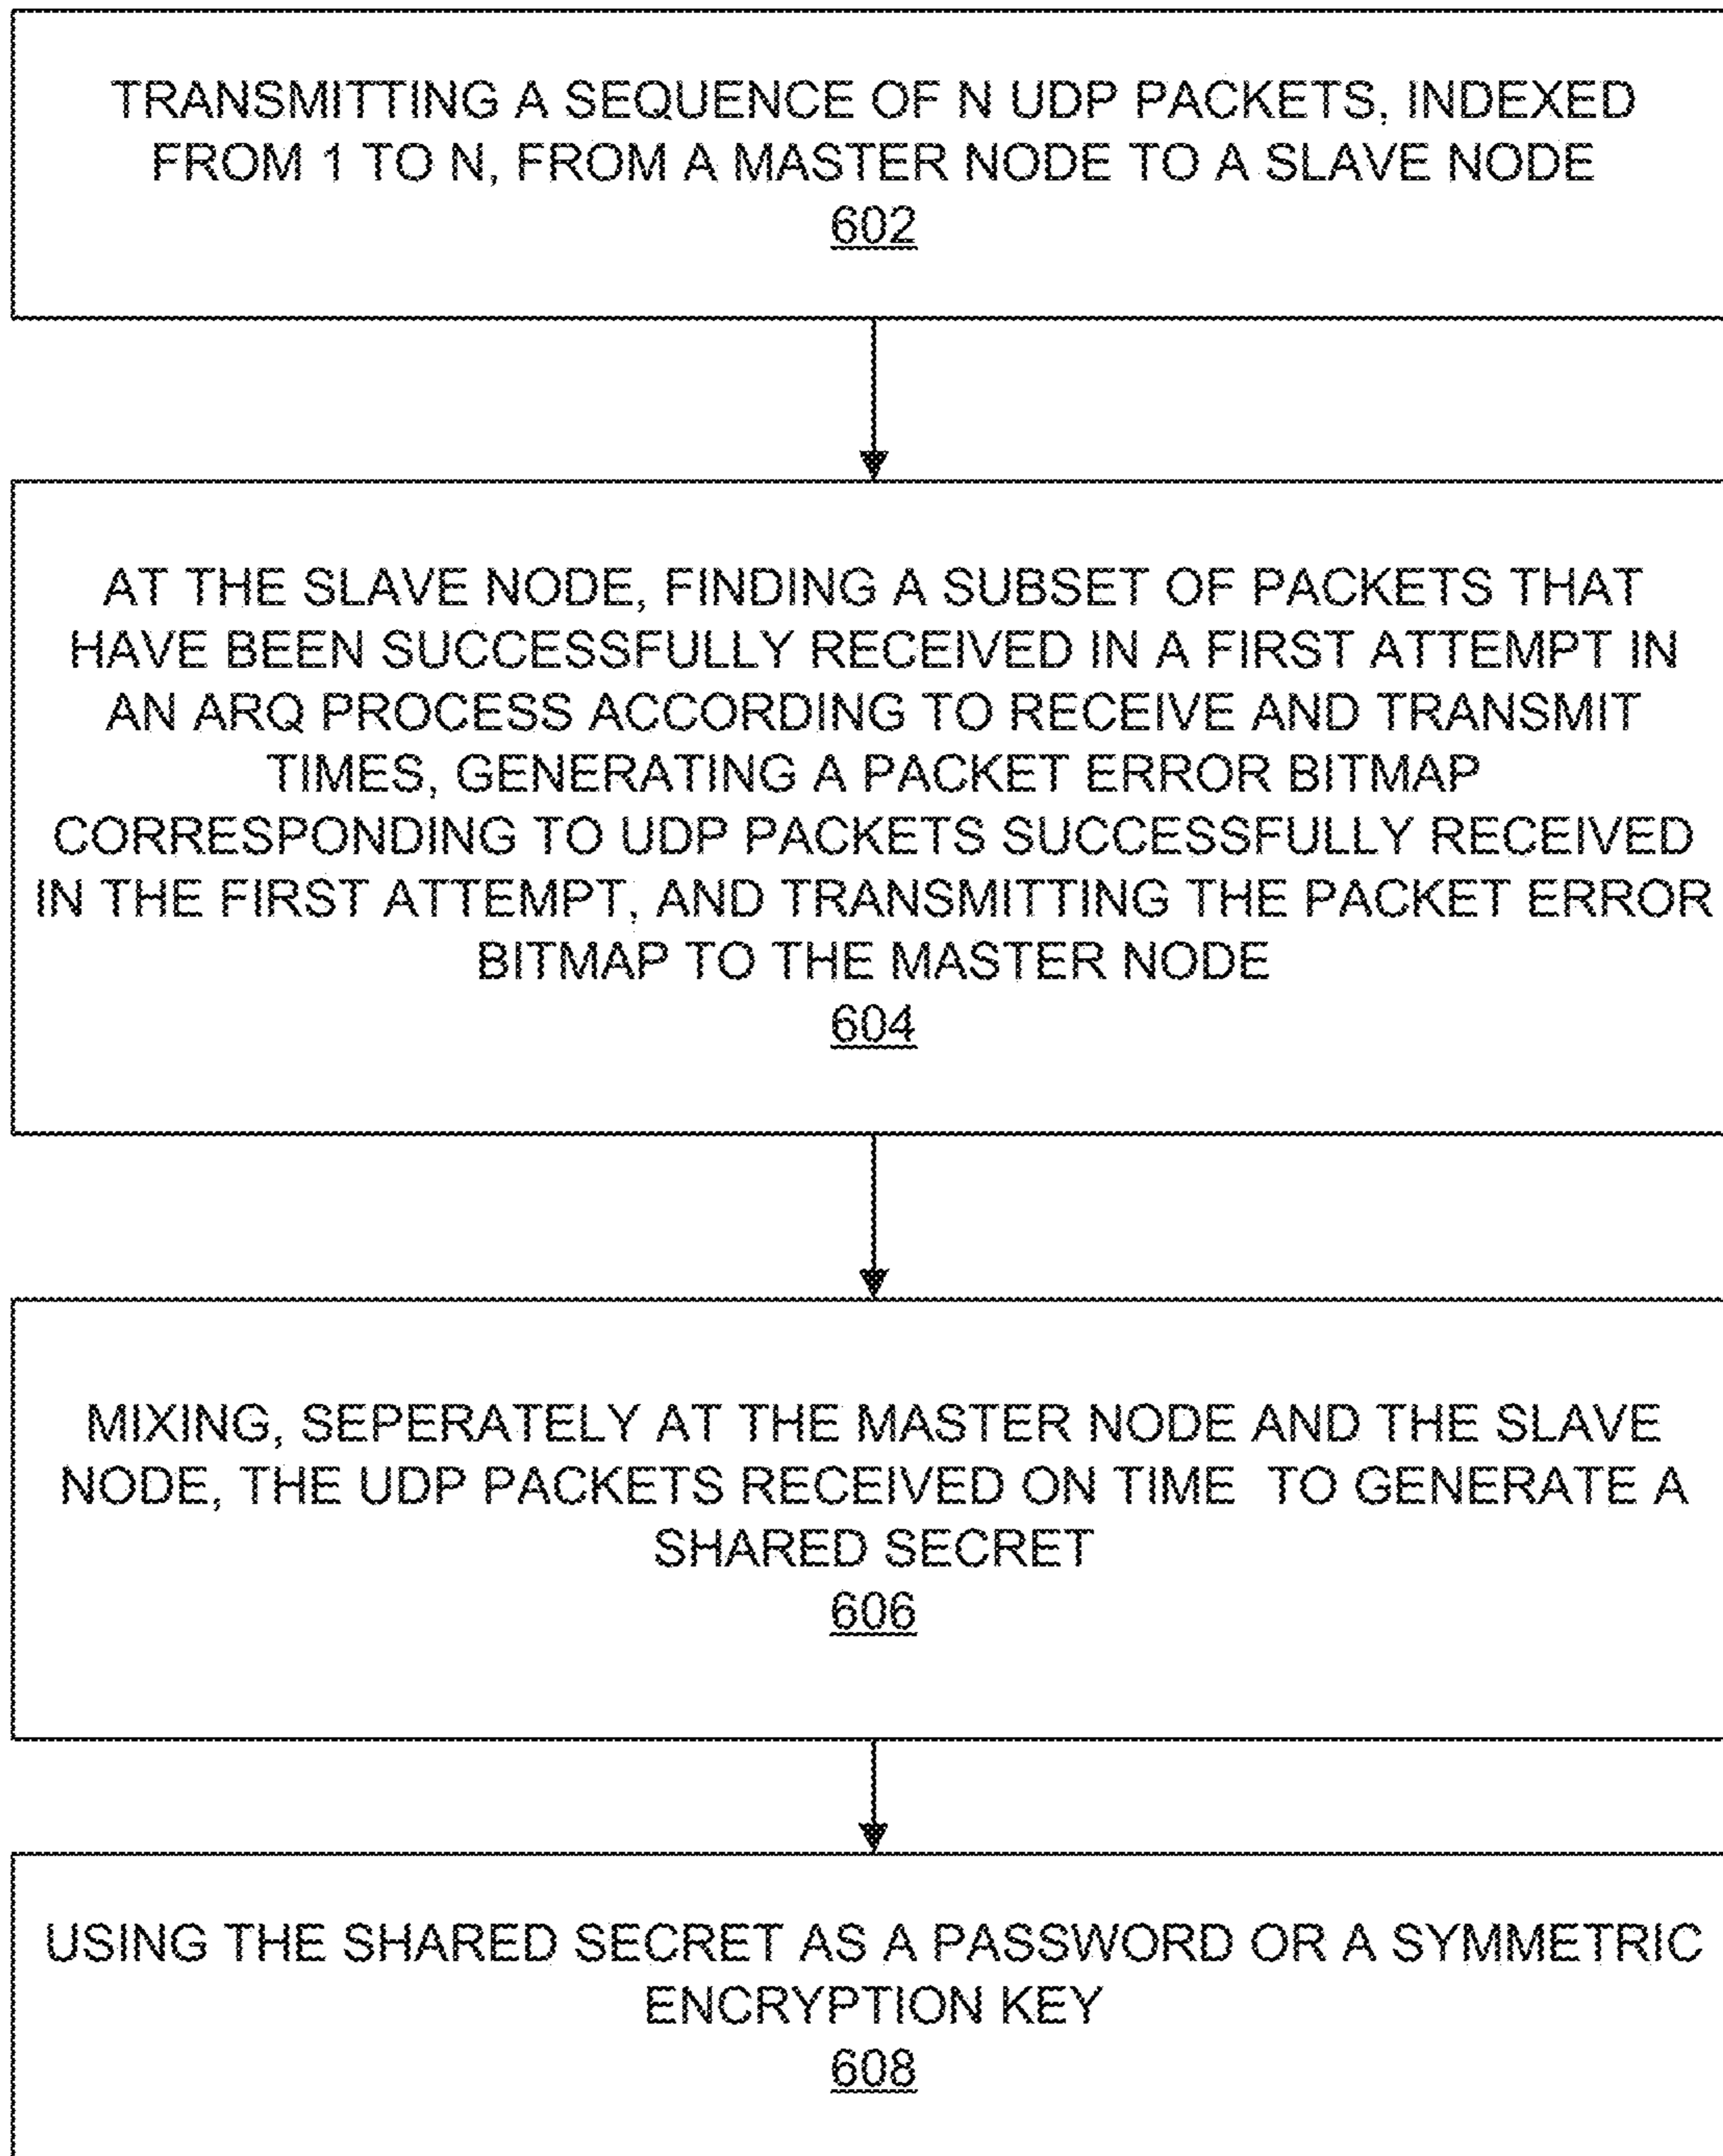 TRANSMITTING A SEQUENCE OF N UDP PACKETS, INDEXED
FROM 1 TO N, FROM A MASTER NODE TO A SLAVE NODE
602
AT THE SLAVE NODE, FINDING A SUBSET OF PACKETS THAT
HAVE BEEN SUCCESSFULLY RECEIVED IN A FIRST ATTEMPT IN
AN ARQ PROCESS ACCORDING TO RECEIVE AND TRANSMIT
TIMES, GENERATING A PACKET ERROR BITMAP
CORRESPONDING TO UDP PACKETS SUCCESSFULLY RECEIVED
IN THE FIRST ATTEMPT, AND TRANSMITTING THE PACKET ERROR
BITMAP TO THE MASTER NODE
604
MIXING, SEPERATELY AT THE MASTER NODE AND THE SLAVE
NODE, THE UDP PACKETS RECEIVED ON TIME TO GENERATE A
SHARED SECRET
606
USING THE SHARED SECRET AS A PASSWORD OR A SYMMETRIC
ENCRYPTION KEY
608